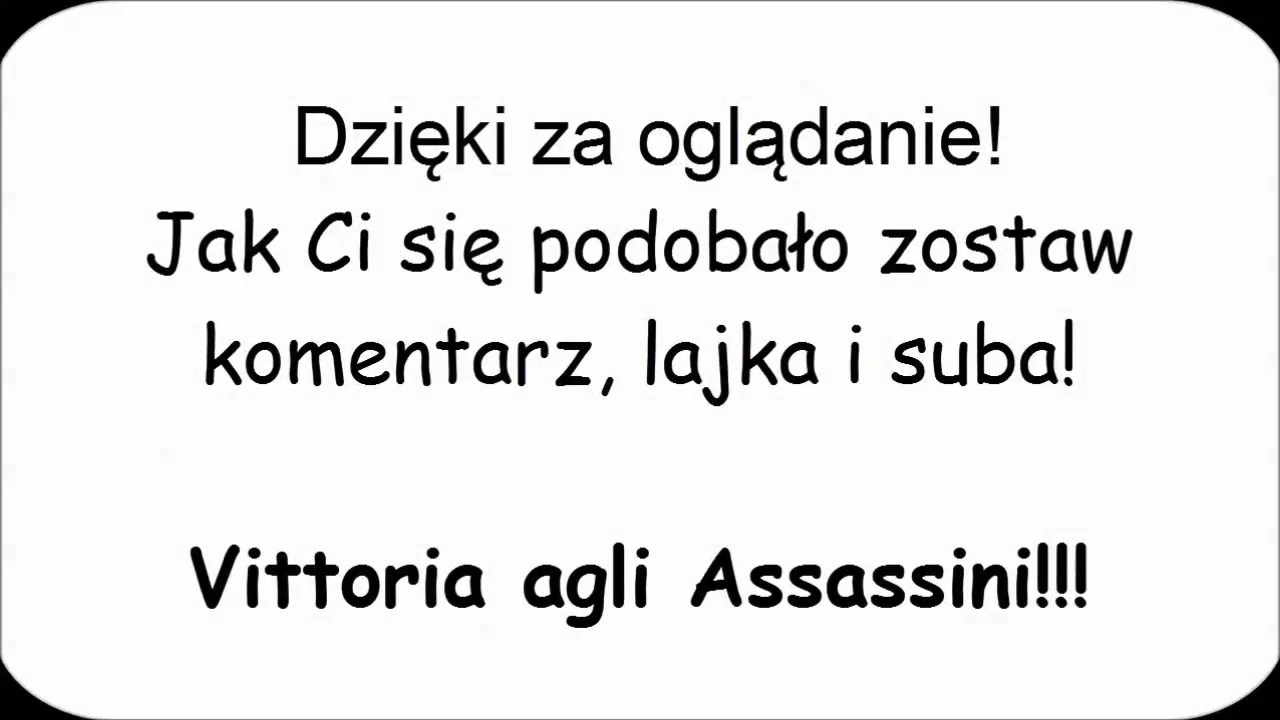 Dzięki za oglądanie!
Jak Ci się podobało zostaw
komentarz, lajka i suba!
Vittoria agli Assassini!!!